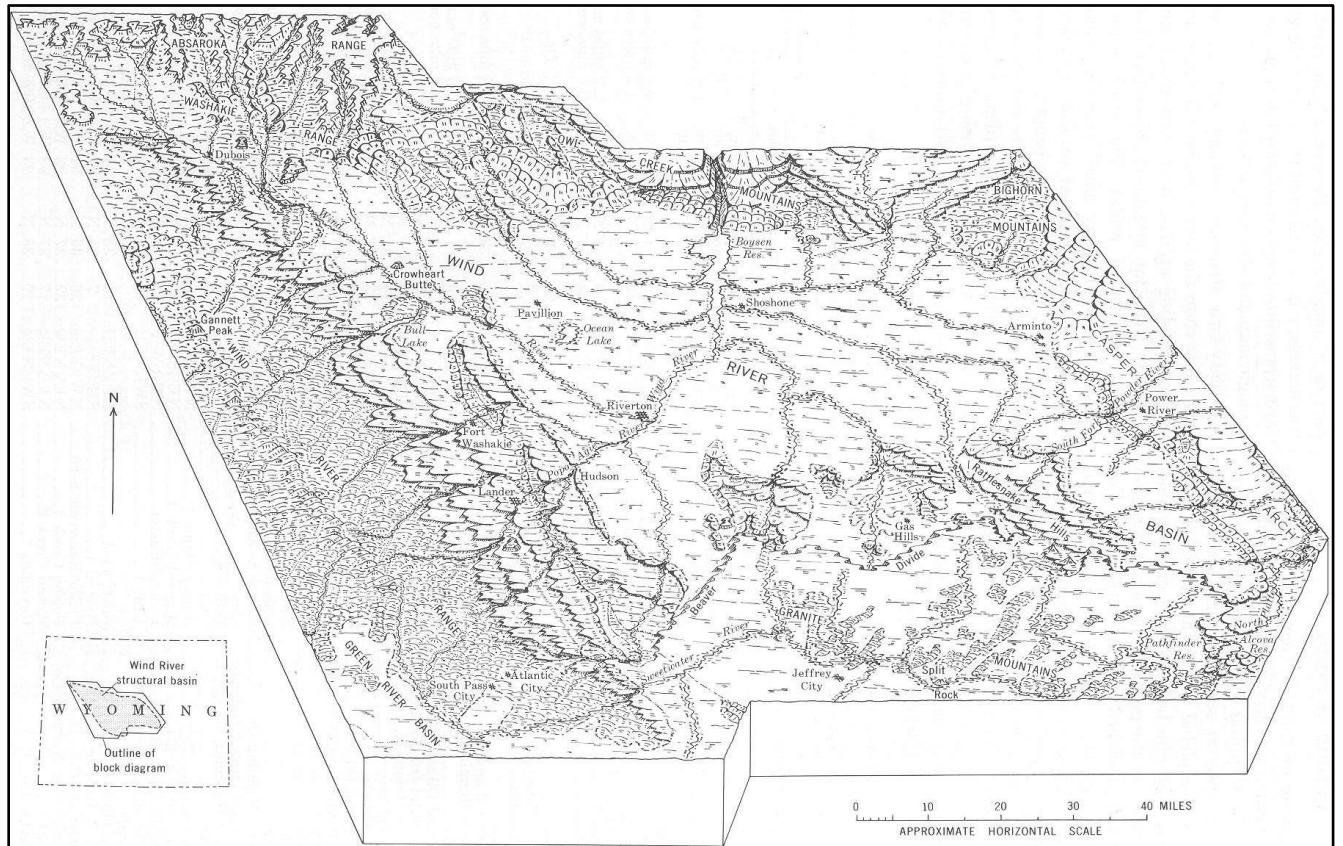 ABSAROKA RANGE
WASHAKIE
RANGE
Dubois
OWL
CREEK
MOUNTAINS
BIGHORN
MOUNTAINS
Boysen
Res.
WIND
Wind
Crowheart
Butte
Gannett
Peak
Bull
Lake
Pavillion
Ocean
Lake
Shoshone
Arminto
CASPER
River
WIND
River
RIVER
Wind
Riverton
Powder River
Power
River
South Fork
Fort
Washakie
Popo Agie River
Hudson
Lander
Rattlesnake
Hills
Gas
Hills
BASIN
ARCH
RIVER
Beaver
Divide
RANGE
GRANITE
MOUNTAINS
North
Alcova
Res.
Pathfinder
Res.
Sweetwater River
GREEN
RIVER
BASIN
South Pass
City
Atlantic
City
Jeffrey
City
Split
Rock
N
Wind River
structural basin
WYOMING
Outline of
block diagram
0 10 20 30 40 MILES
APPROXIMATE HORIZONTAL SCALE